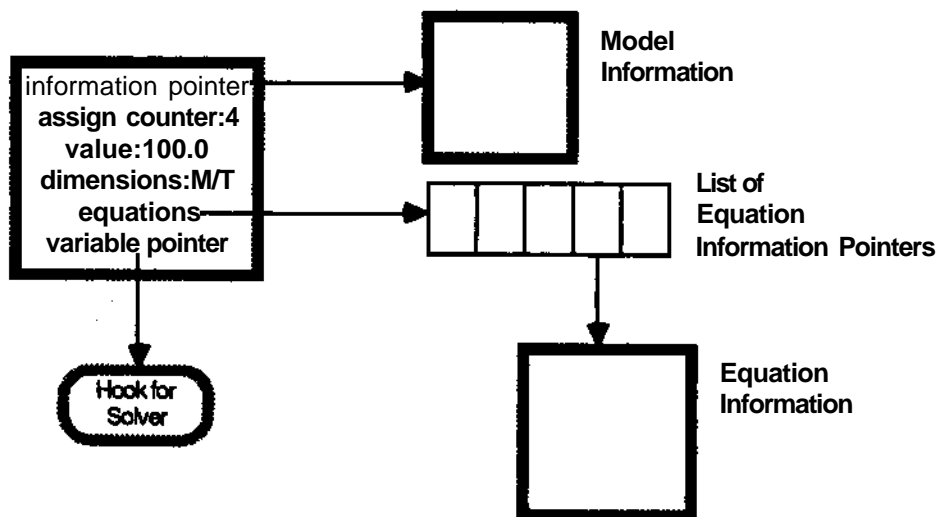 information pointer
assign counter:4
value:100.0
dimensions:M/T
equations
variable pointer
Model
Information
List of
Equation
Information Pointers
Hook for
Solver
Equation
Information